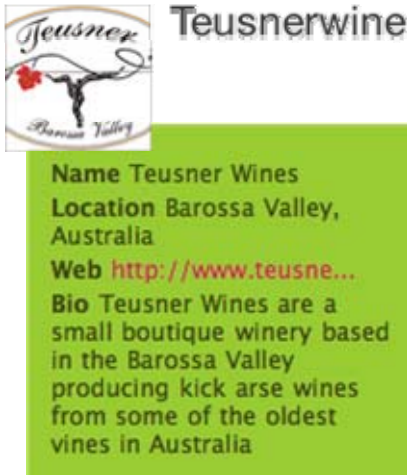 Teusner
Barossa Valley
Teusnerwine
Name Teusner Wines
Location Barossa Valley,
Australia
Web http://www.teusne...
Bio Teusner Wines are a
small boutique winery based
in the Barossa Valley
producing kick arse wines
from some of the oldest
vines in Australia